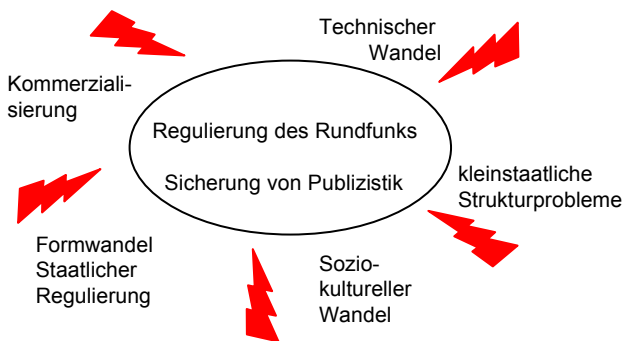 Technischer
Wandel
Kommerziali-
sierung
Regulierung des Rundfunks
Sicherung von Publizistik
kleinstaatliche
Strukturprobleme
Formwandel
Staatlicher
Regulierung
Sozio-
kultureller
Wandel